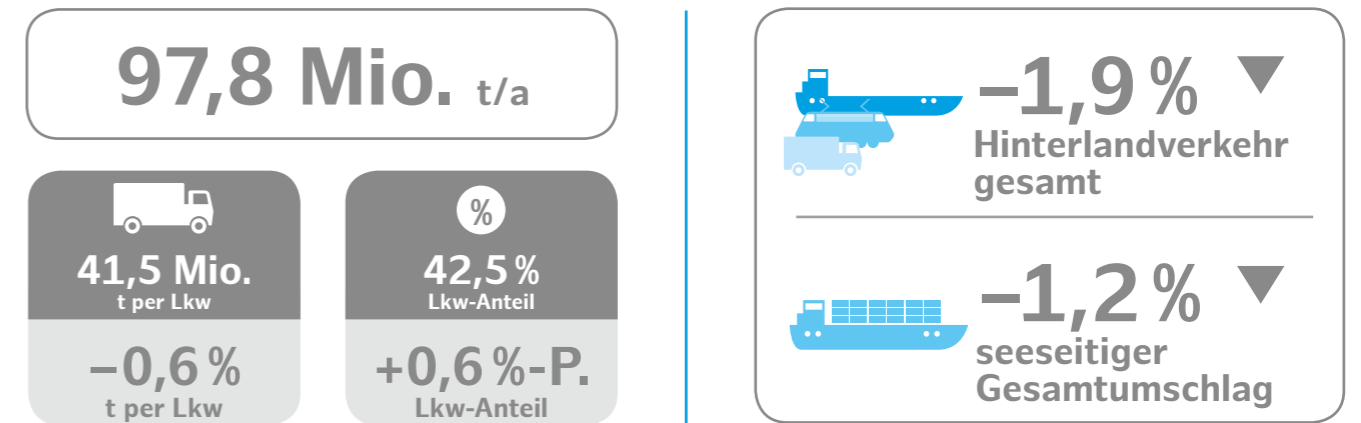 97,8 Mio. t/a
41,5 Mio.
t per Lkw
–0,6 %
t per Lkw
%
42,5 %
Lkw-Anteil
+0,6 %-P.
Lkw-Anteil
–1,9 %
Hinterlandverkehr
gesamt
–1,2 %
seeseitiger
Gesamtumschlag